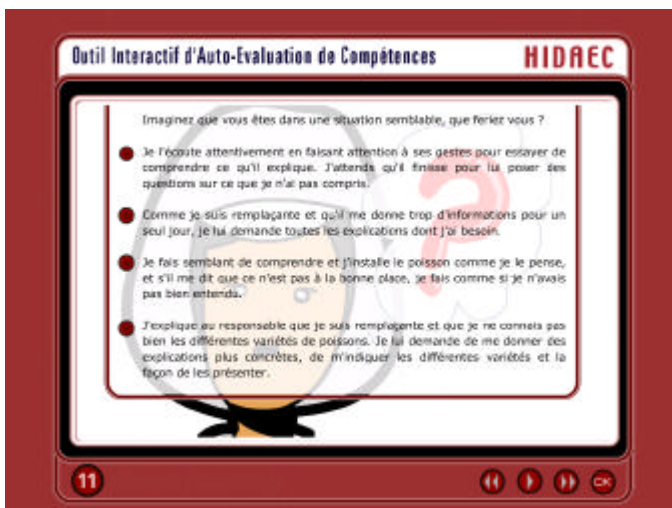 Outil Interactif d'Auto-Evaluation de Compétences
HIDAEC
Imaginez que vous êtes dans une situation semblable, que feriez vous ?
Je l'écoute attentivement en faisant attention à ses gestes pour essayer de
comprendre ce qu'il explique. J'attends qu'il finisse pour lui poser des
questions sur ce que je n'ai pas compris.
Comme je suis remplaçante et qu'il me donne trop d'informations pour un
seul jour, je lui demande toutes les explications dont j'ai besoin.
Je fais semblant de comprendre et j'installe le poisson comme je le pense,
et s'il me dit que ce n'est pas à la bonne place, je fais comme si je n'avais
pas bien entendu.
J'explique au responsable que je suis remplaçante et que je ne connais pas
bien les différentes variétés de poissons. Je lui demande de me donner des
explications plus concrètes, de m'indiquer les différentes variétés et la
façon de les présenter.
11
OK